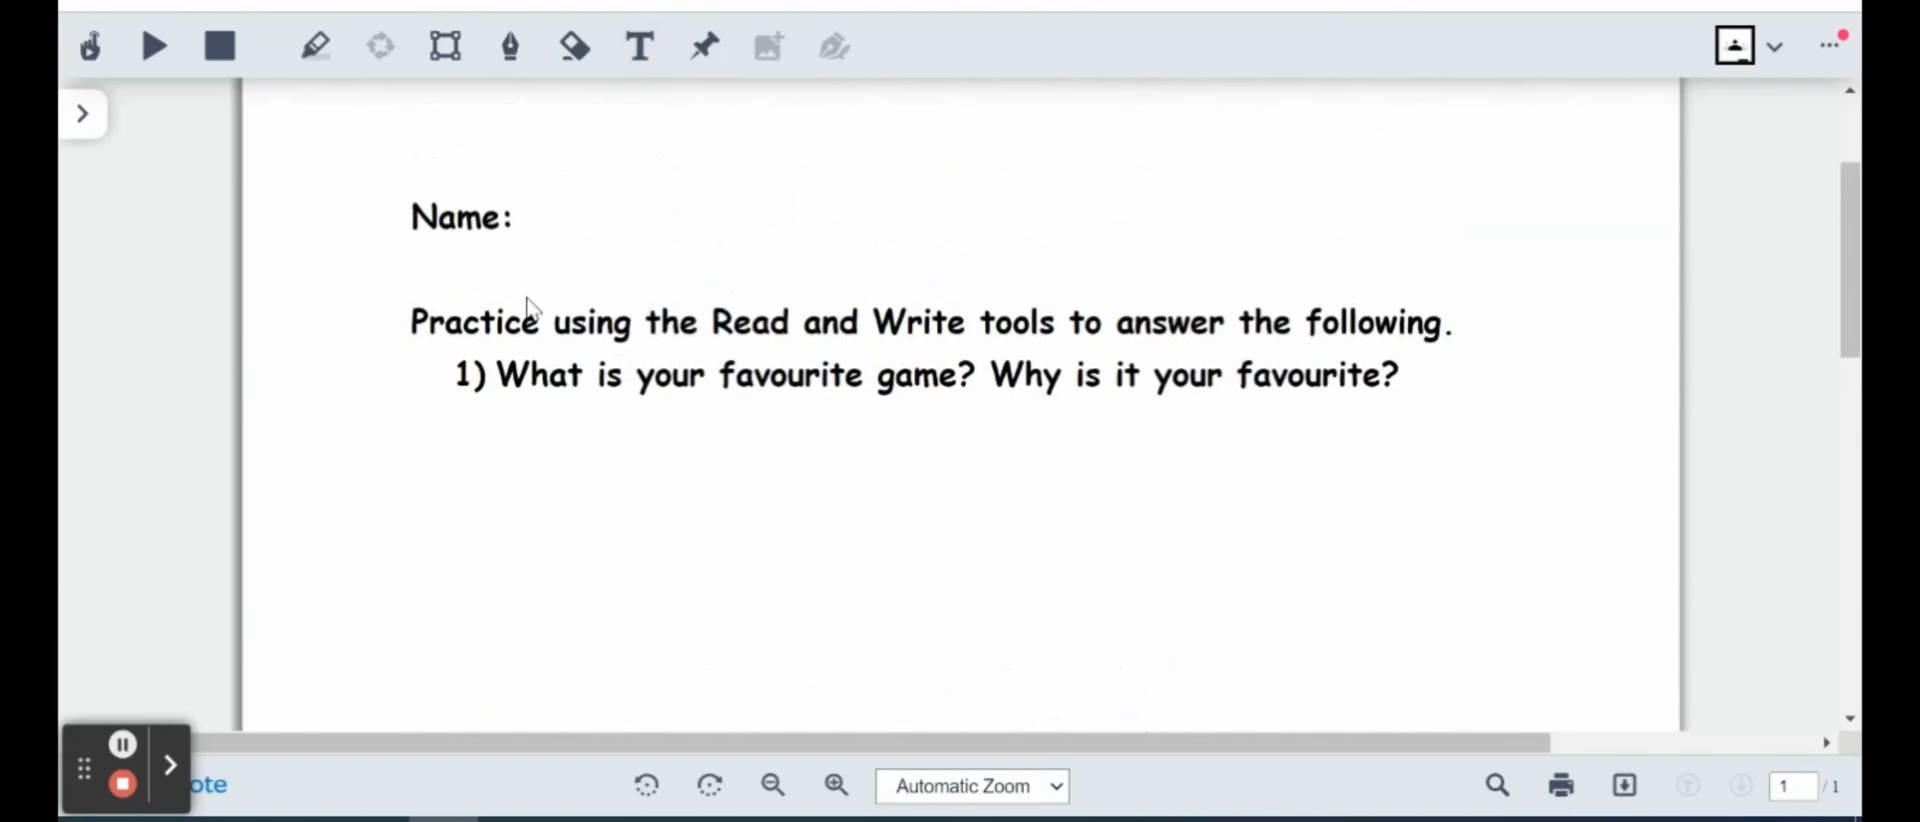 Name:
Practice using the Read and Write tools to answer the following.
1) What is your favourite game? Why is it your favourite?
ote
Automatic Zoom
1 / 1